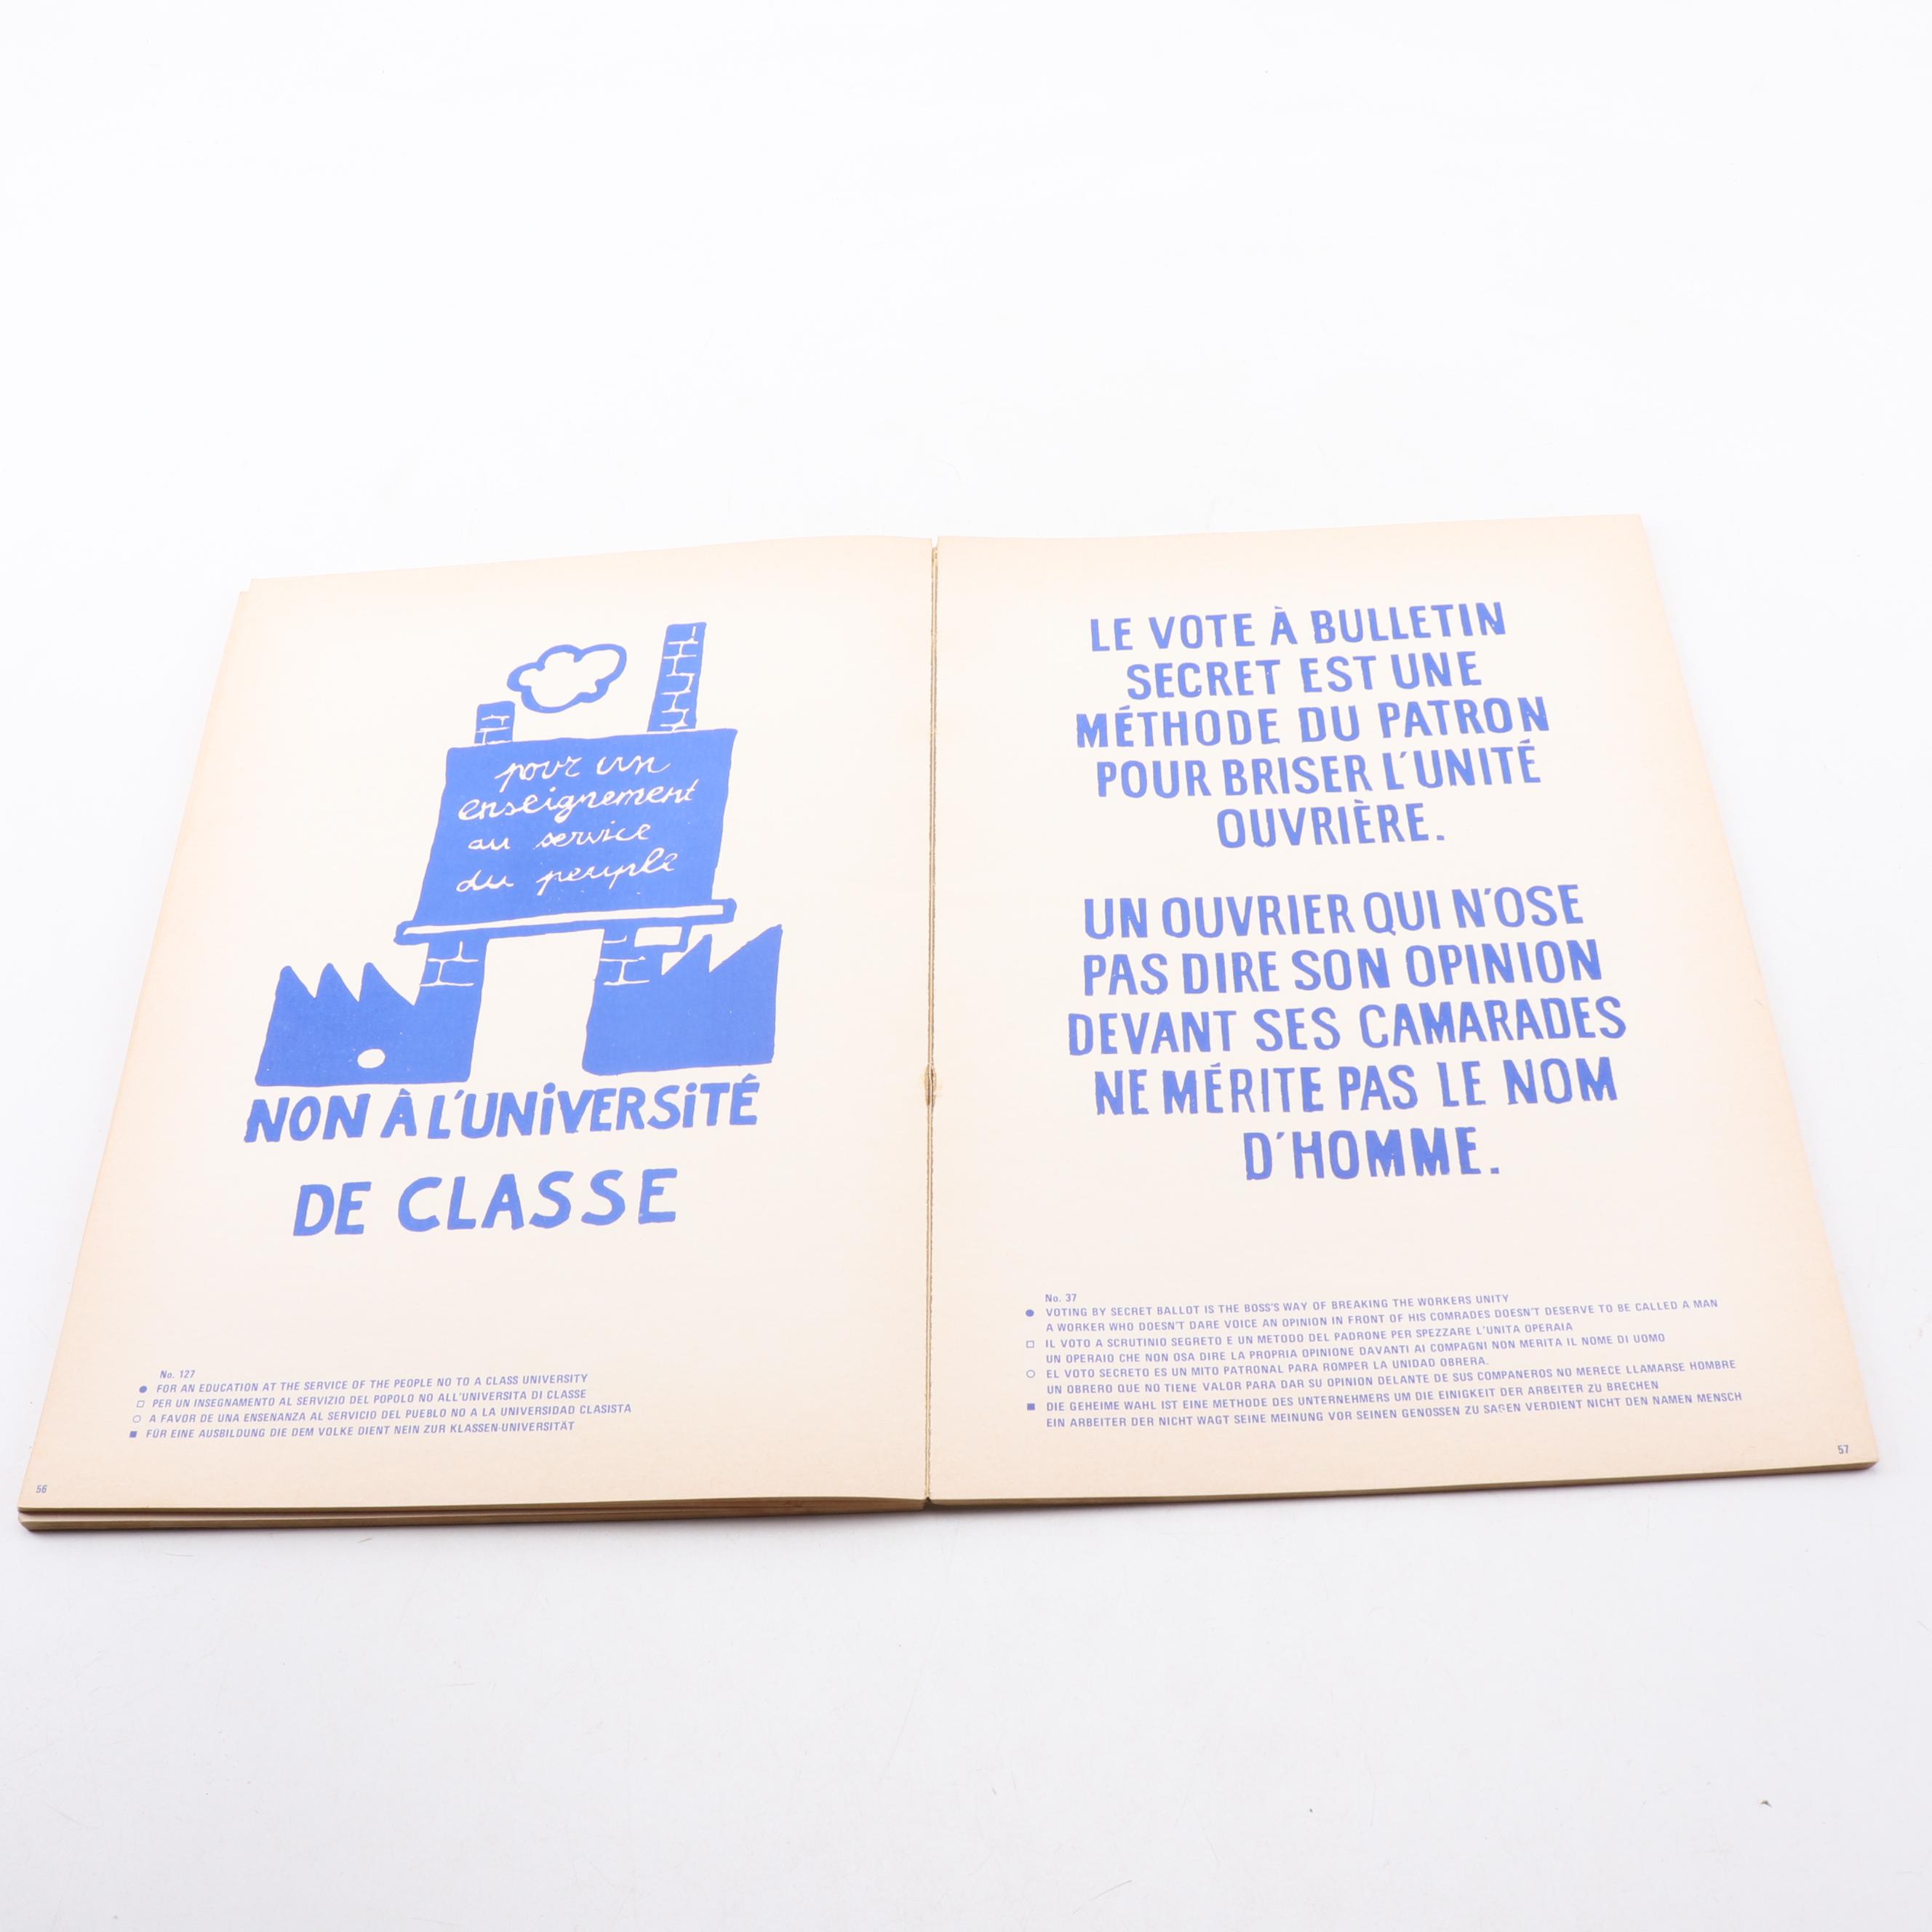 pour un
enseignement
au service
du peuple
NON À L'UNiVERSiTÉ
DE CLASSE
No. 127
● FOR AN EDUCATION AT THE SERVICE OF THE PEOPLE NO TO A CLASS UNIVERSITY
□ PER UN INSEGNAMENTO AL SERVIZIO DEL POPOLO NO ALL'UNIVERSITA DI CLASSE
○ A FAVOR DE UNA ENSENANZA AL SERVICIO DEL PUEBLO NO A LA UNIVERSIDAD CLASISTA
■ FÜR EINE AUSBILDUNG DIE DEM VOLKE DIENT NEIN ZUR KLASSEN-UNIVERSITÄT
56
LE VOTE À BULLETIN
SECRET EST UNE
MÉTHODE DU PATRON
POUR BRISER L'UNITÉ
OUVRIÈRE.
UN OUVRIER QUI N'OSE
PAS DIRE SON OPINION
DEVANT SES CAMARADES
NE MÉRITE PAS LE NOM
D'HOMME.
No. 37
● VOTING BY SECRET BALLOT IS THE BOSS'S WAY OF BREAKING THE WORKERS UNITY
A WORKER WHO DOESN'T DARE VOICE AN OPINION IN FRONT OF HIS COMRADES DOESN'T DESERVE TO BE CALLED A MAN
□ IL VOTO A SCRUTINIO SEGRETO E UN METODO DEL PADRONE PER SPEZZARE L'UNITA OPERAIA
UN OPERAIO CHE NON OSA DIRE LA PROPRIA OPINIONE DAVANTI AI COMPAGNI NON MERITA IL NOME DI UOMO
○ EL VOTO SECRETO ES UN MITO PATRONAL PARA ROMPER LA UNIDAD OBRERA.
UN OBRERO QUE NO TIENE VALOR PARA DAR SU OPINION DELANTE DE SUS COMPANEROS NO MERECE LLAMARSE HOMBRE
■ DIE GEHEIME WAHL IST EINE METHODE DES UNTERNEHMERS UM DIE EINIGKEIT DER ARBEITER ZU BRECHEN
EIN ARBEITER DER NICHT WAGT SEINE MEINUNG VOR SEINEN GENOSSEN ZU SAGEN VERDIENT NICHT DEN NAMEN MENSCH
57